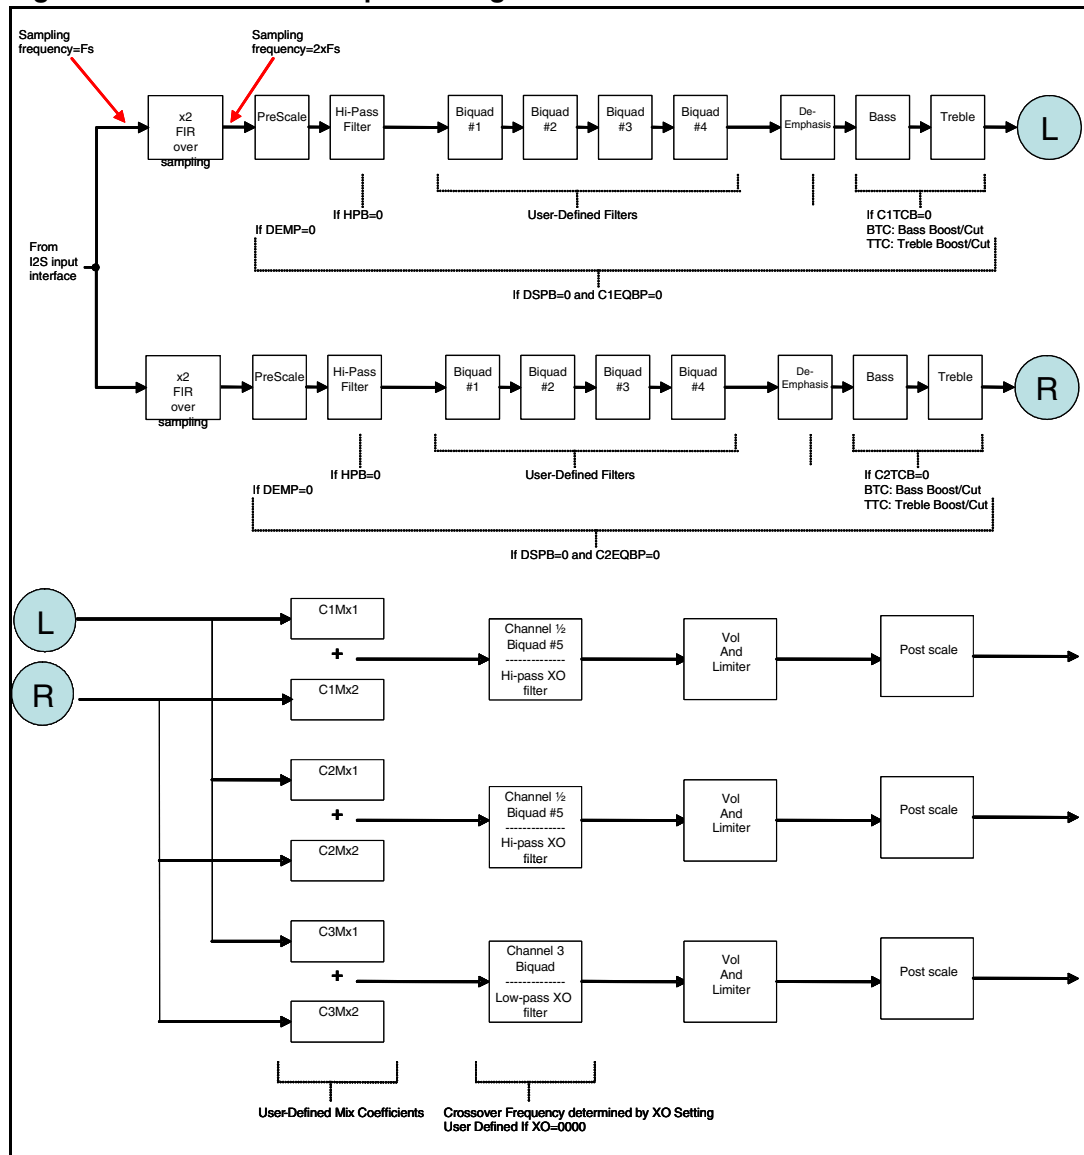 Sampling
frequency=Fs
Sampling
frequency=2xFs
x2
FIR
over
sampling
PreScale
Hi-Pass
Filter
Biquad
#1
Biquad
#2
Biquad
#3
Biquad
#4
De-
Emphasis
Bass
Treble
L
If HPB=0
User-Defined Filters
If C1TCB=0
BTC: Bass Boost/Cut
TTC: Treble Boost/Cut
If DEMP=0
From
I2S input
interface
If DSPB=0 and C1EQBP=0
x2
FIR
over
sampling
PreScale
Hi-Pass
Filter
Biquad
#1
Biquad
#2
Biquad
#3
Biquad
#4
De-
Emphasis
Bass
Treble
R
If HPB=0
User-Defined Filters
If C2TCB=0
BTC: Bass Boost/Cut
TTC: Treble Boost/Cut
If DEMP=0
If DSPB=0 and C2EQBP=0
L
R
C1Mx1
+
C1Mx2
Channel ½
Biquad #5
--------------
Hi-pass XO
filter
Vol
And
Limiter
Post scale
C2Mx1
+
C2Mx2
Channel ½
Biquad #5
--------------
Hi-pass XO
filter
Vol
And
Limiter
Post scale
C3Mx1
+
C3Mx2
Channel 3
Biquad
--------------
Low-pass XO
filter
Vol
And
Limiter
Post scale
User-Defined Mix Coefficients
Crossover Frequency determined by XO Setting
User Defined If XO=0000